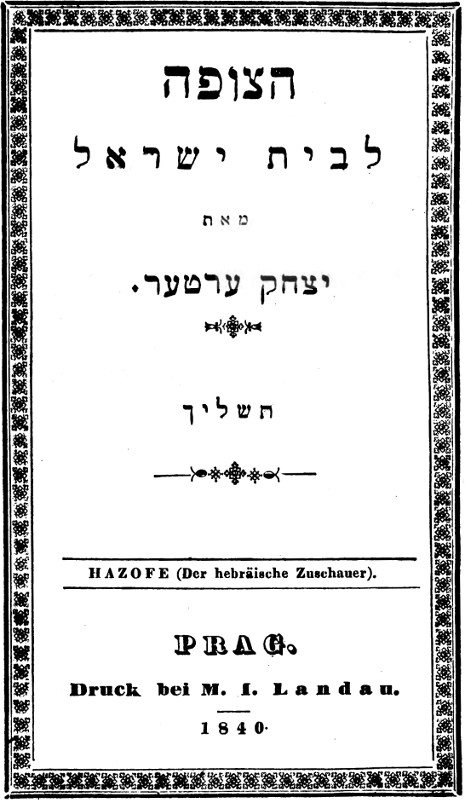 הצופה
לבית ישראל
מאת
יצחק ערטער.
תשליך
HAZOFE (Der hebräische Zuschauer).
PRAG.
Druck bei M. I. Landau.
1840.